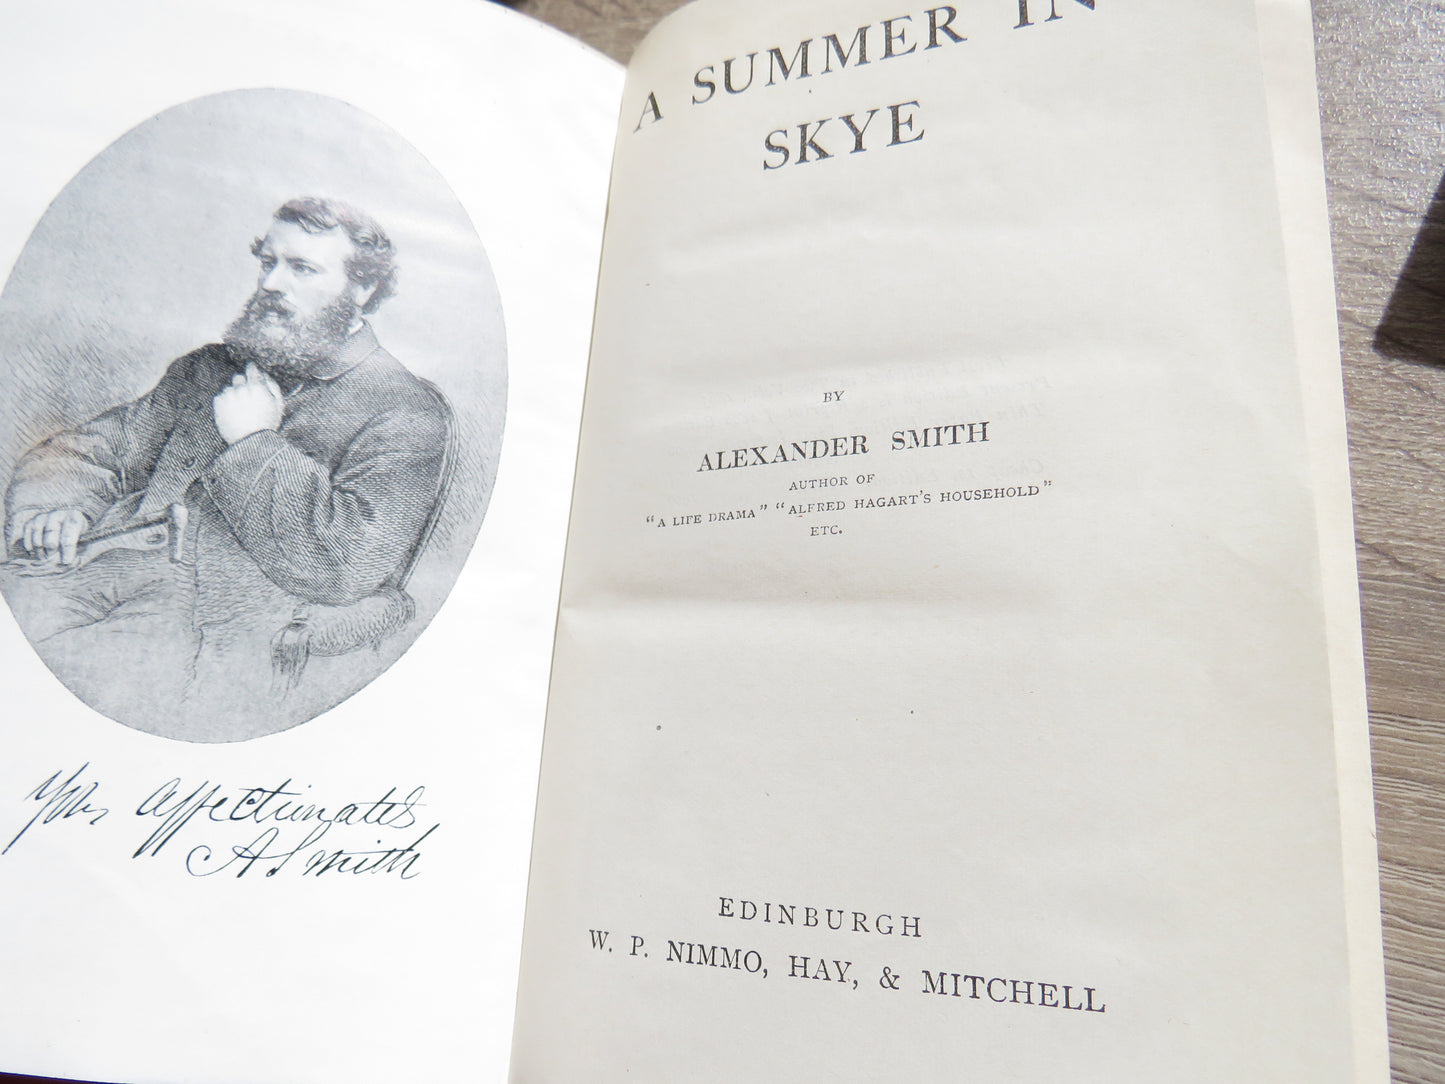 Yours affectionately
A Smith
A SUMMER IN
SKYE
BY
ALEXANDER SMITH
AUTHOR OF
"A LIFE DRAMA" "ALFRED HAGART'S HOUSEHOLD"
ETC.
EDINBURGH
W. P. NIMMO, HAY, & MITCHELL